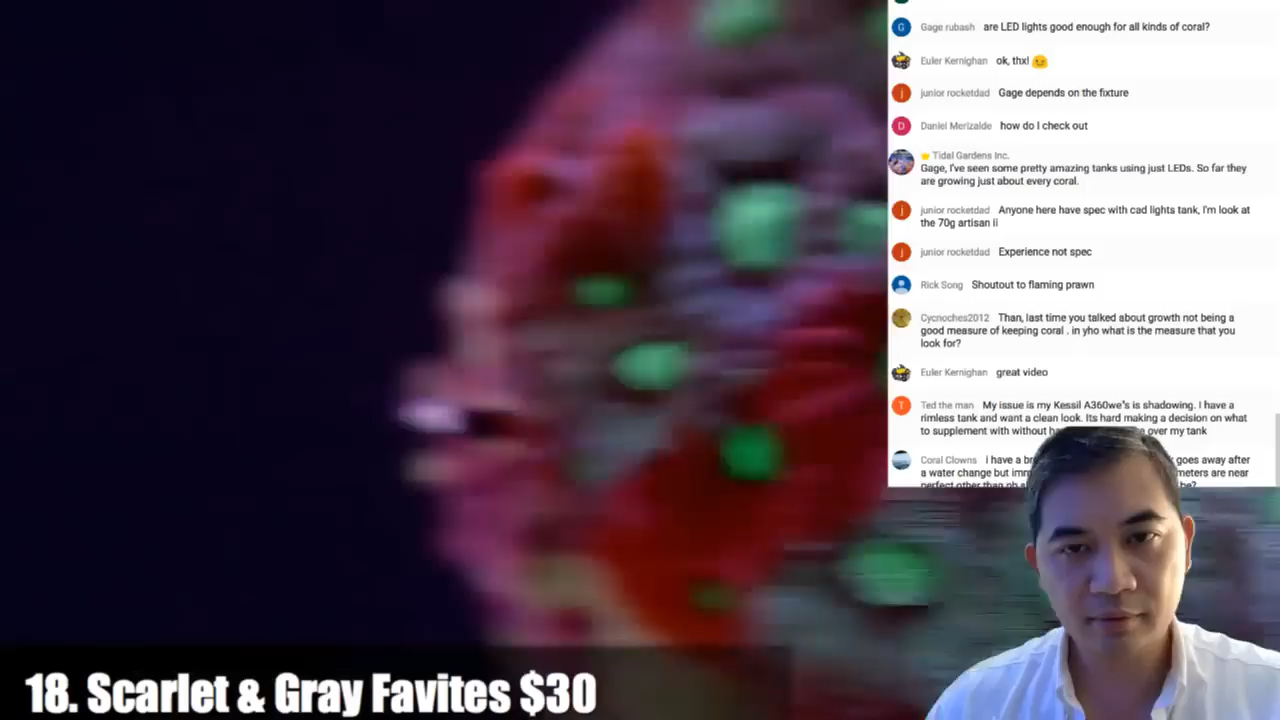 G Gage rubash are LED lights good enough for all kinds of coral?
Euler Kernighan ok, thx!
j junior rocketdad Gage depends on the fixture
D Daniel Merizalde how do I check out
Tidal Gardens Inc.
Gage, I've seen some pretty amazing tanks using just LEDs. So far they
are growing just about every coral.
j junior rocketdad Anyone here have spec with cad lights tank, I'm look at
the 70g artisan ii
j junior rocketdad Experience not spec
Rick Song Shoutout to flaming prawn
Cycnoches2012 Than, last time you talked about growth not being a
good measure of keeping coral . in yho what is the measure that you
look for?
Euler Kernighan great video
T Ted the man My issue is my Kessil A360we's is shadowing. I have a
rimless tank and want a clean look. Its hard making a decision on what
to supplement with without e over my tank
Coral Clowns i have a goes away after
a water change but meters are near
perfect other than ph be?
18. Scarlet & Gray Favites $30